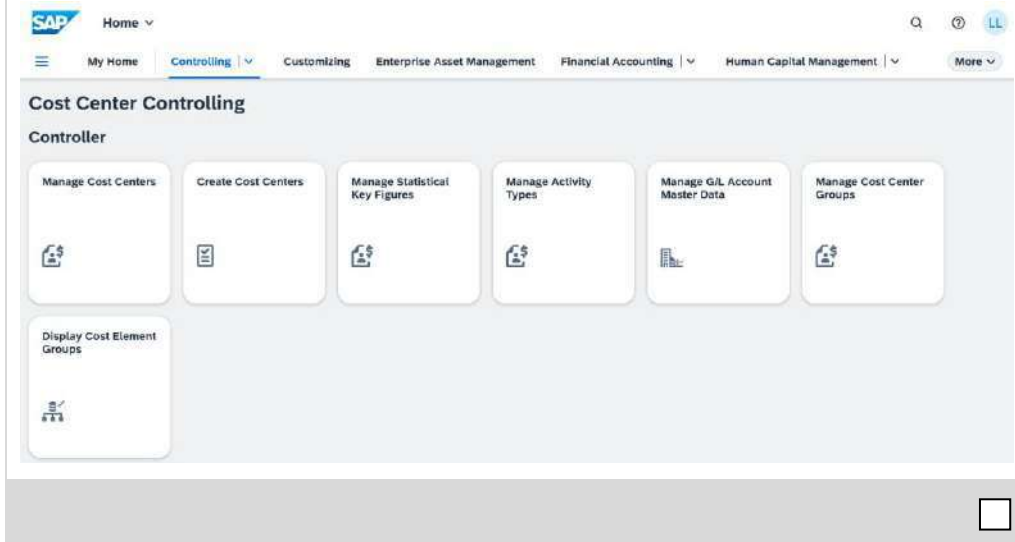 SAP Home
LL
My Home Controlling Customizing Enterprise Asset Management Financial Accounting Human Capital Management More
Cost Center Controlling
Controller
Manage Cost Centers
Create Cost Centers
Manage Statistical
Key Figures
Manage Activity
Types
Manage G/L Account
Master Data
Manage Cost Center
Groups
Display Cost Element
Groups